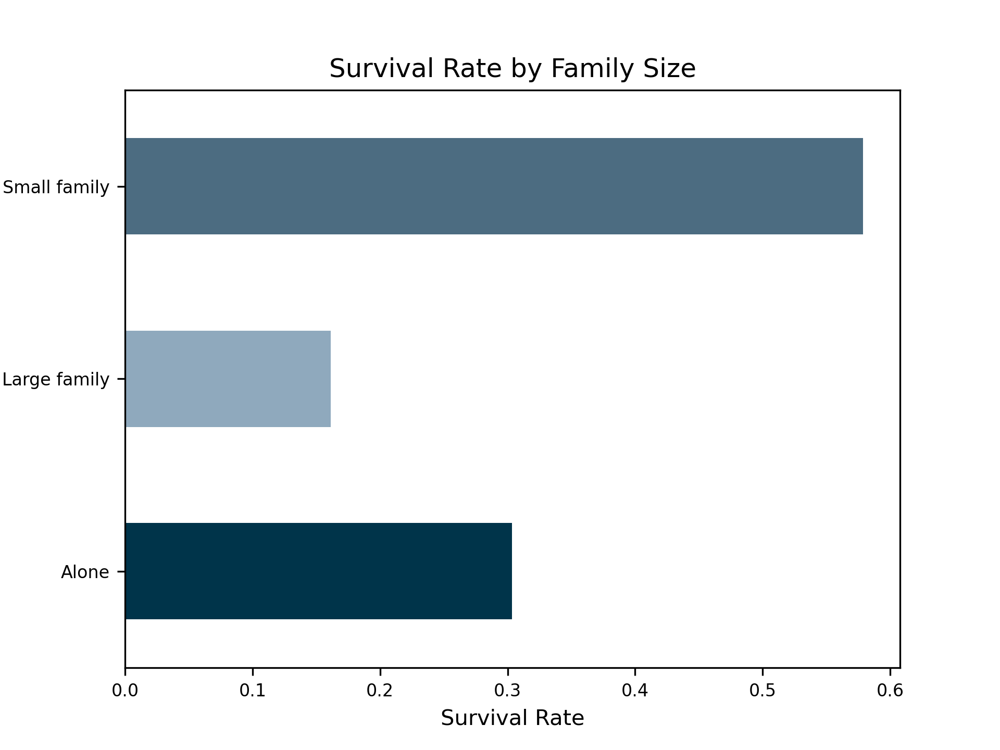 Survival Rate by Family Size
Small family
Large family
Alone
0.0 0.1 0.2 0.3 0.4 0.5 0.6
Survival Rate